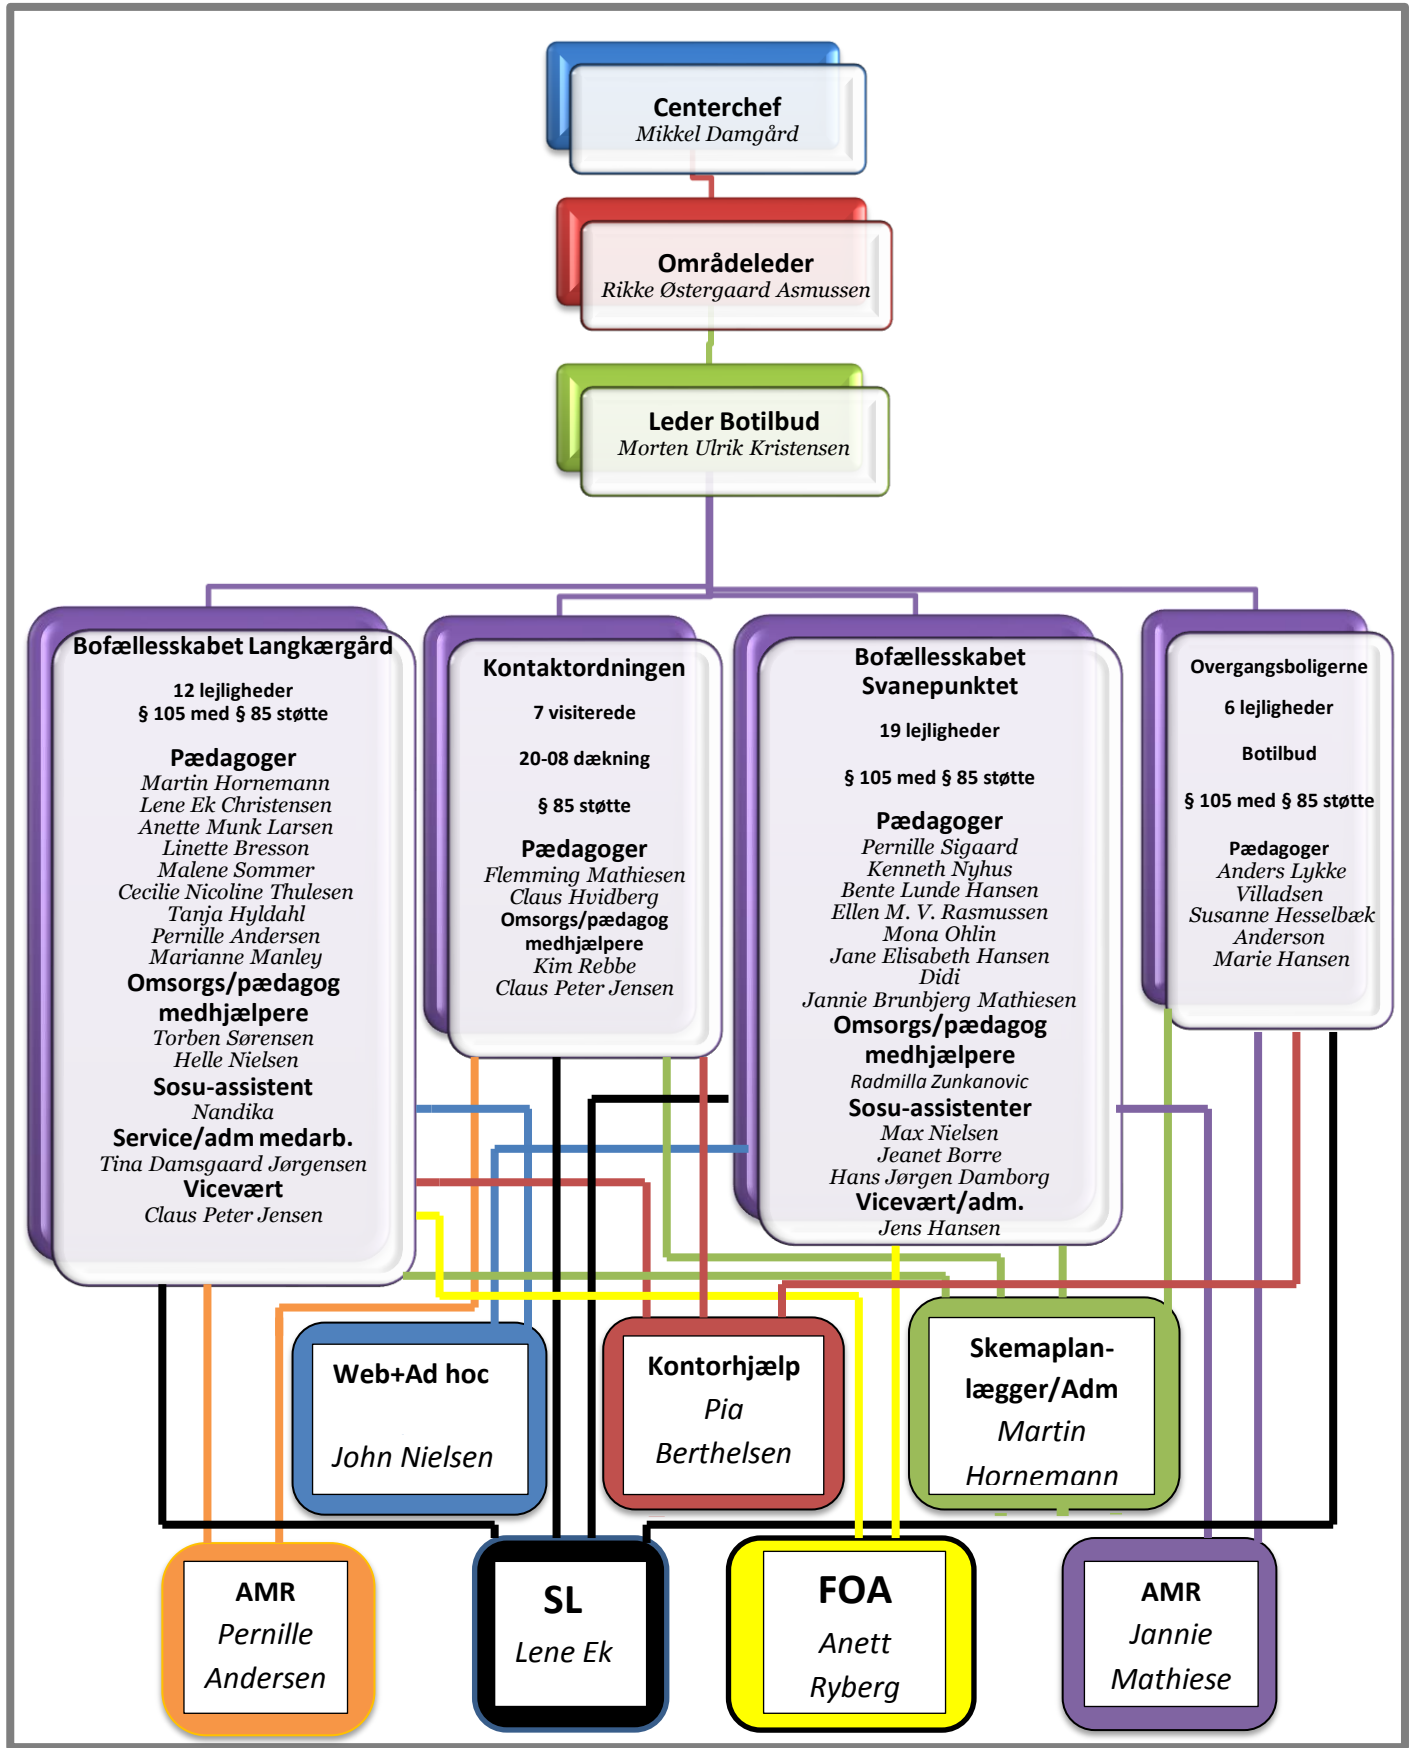 Centerchef
Mikkel Damgård
Områdeleder
Rikke Østergaard Asmussen
Leder Botilbud
Morten Ulrik Kristensen
Bofællesskabet Langkærgård
12 lejligheder
§ 105 med § 85 støtte
Pædagoger
Martin Hornemann
Lene Ek Christensen
Anette Munk Larsen
Linette Bresson
Malene Sommer
Cecilie Nicoline Thulesen
Tanja Hyldahl
Pernille Andersen
Marianne Manley
Omsorgs/pædagog
medhjælpere
Torben Sørensen
Helle Nielsen
Sosu-assistent
Nandika
Service/adm medarb.
Tina Damsgaard Jørgensen
Vicevært
Claus Peter Jensen
Kontaktordningen
7 visiterede
20-08 dækning
§ 85 støtte
Pædagoger
Flemming Mathiesen
Claus Hvidberg
Omsorgs/pædagog
medhjælpere
Kim Rebbe
Claus Peter Jensen
Bofællesskabet
Svanepunktet
19 lejligheder
§ 105 med § 85 støtte
Pædagoger
Pernille Sigaard
Kenneth Nyhus
Bente Lunde Hansen
Ellen M. V. Rasmussen
Mona Ohlin
Jane Elisabeth Hansen
Didi
Jannie Brunbjerg Mathiesen
Omsorgs/pædagog
medhjælpere
Radmilla Zunkanovic
Sosu-assistenter
Max Nielsen
Jeanet Borre
Hans Jørgen Damborg
Vicevært/adm.
Jens Hansen
Overgangsboligerne
6 lejligheder
Botilbud
§ 105 med § 85 støtte
Pædagoger
Anders Lykke
Villadsen
Susanne Hesselbæk
Anderson
Marie Hansen
Web+Ad hoc
John Nielsen
Kontorhjælp
Pia
Berthelsen
Skemaplan-
lægger/Adm
Martin
Hornemann
AMR
Pernille
Andersen
SL
Lene Ek
FOA
Anett
Ryberg
AMR
Jannie
Mathiese